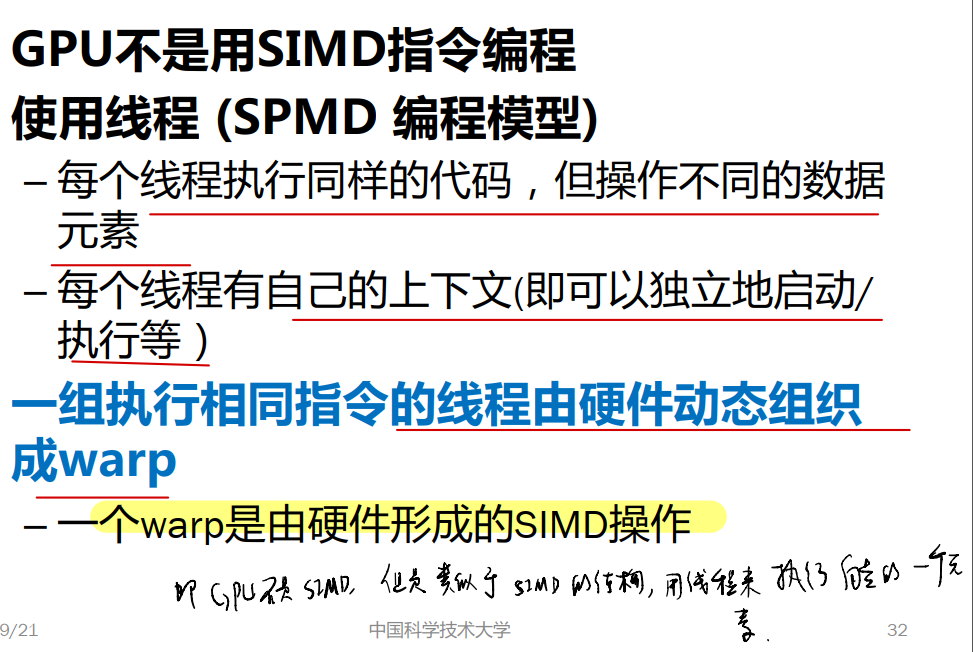 GPU不是用SIMD指令编程
使用线程 (SPMD 编程模型)
– 每个线程执行同样的代码，但操作不同的数据
元素
– 每个线程有自己的上下文(即可以独立地启动/
执行等）
一组执行相同指令的线程由硬件动态组织
成warp
– 一个warp是由硬件形成的SIMD操作
即GPU不是SIMD, 但是类似于SIMD的结构,用线程来执行向量的一个元
素.
9/21 中国科学技术大学 32